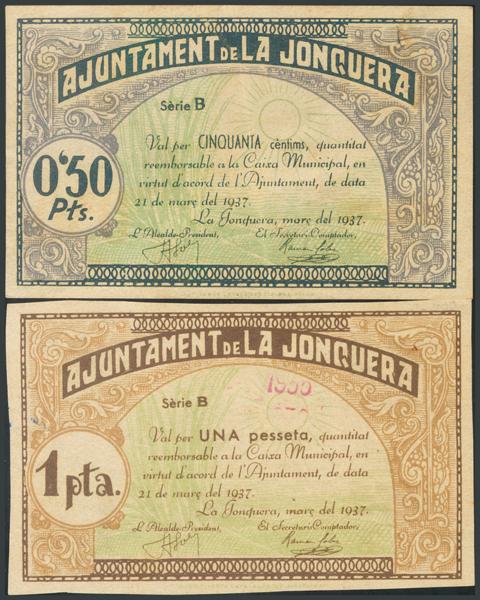 AJUNTAMENT DE LA JONQUERA
Sèrie B
Val per CINQUANTA cèntims, quantitat
reemborsable a la Caixa Municipal, en
virtut d'acord de l'Ajuntament, de data
21 de març del 1937.
La Jonquera, març del 1937.
0'50
Pts.
L'Alcalde-President,
El Secretari-Comptador,
AJUNTAMENT DE LA JONQUERA
Sèrie B
Val per UNA pesseta, quantitat
reemborsable a la Caixa Municipal, en
virtut d'acord de l'Ajuntament, de data
21 de març del 1937.
La Jonquera, març del 1937.
1 pta.
L'Alcalde-President,
El Secretari-Comptador,